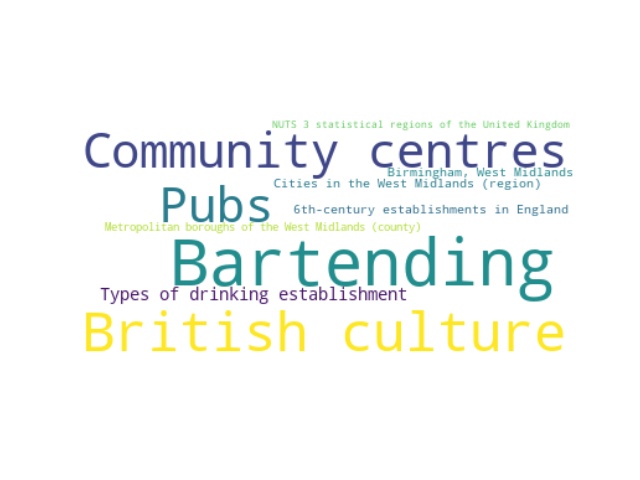 NUTS 3 statistical regions of the United Kingdom
Community centres
Birmingham, West Midlands
Cities in the West Midlands (region)
Pubs
6th-century establishments in England
Metropolitan boroughs of the West Midlands (county)
Bartending
Types of drinking establishment
British culture